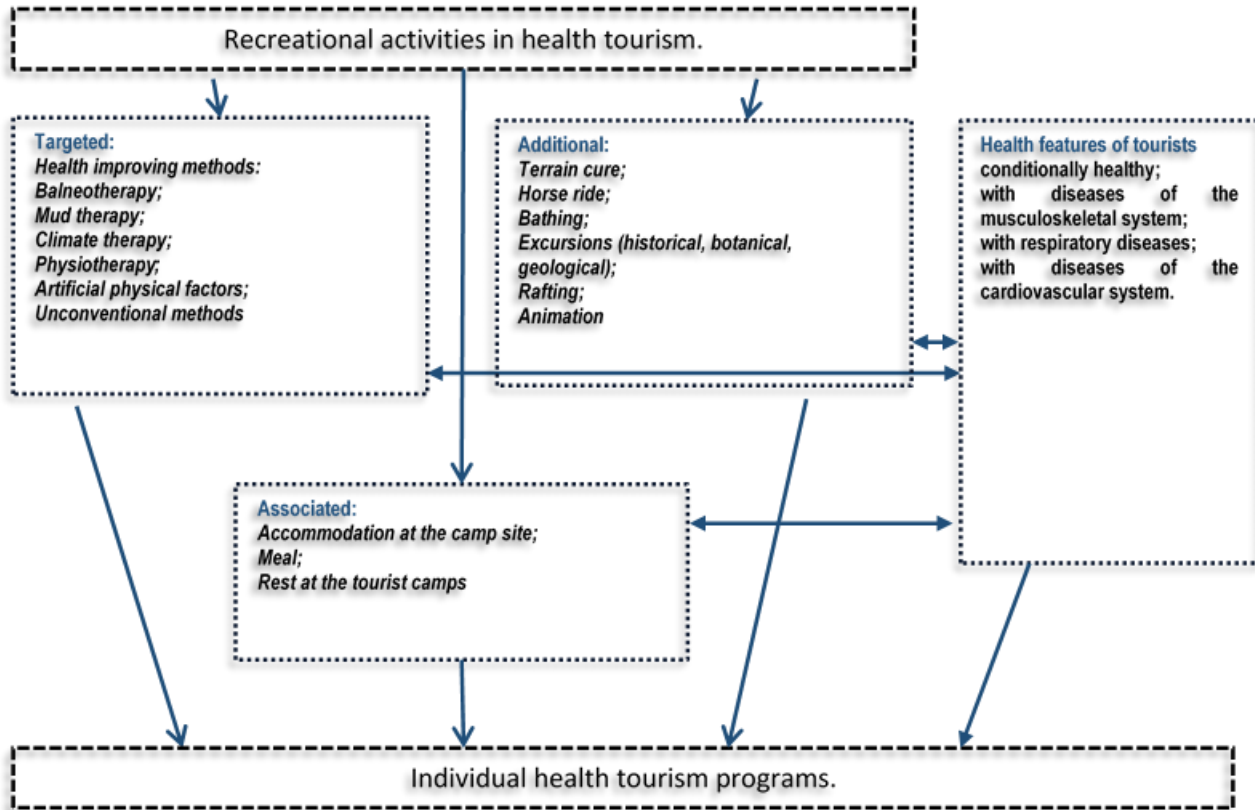 Recreational activities in health tourism.
Targeted:
Health improving methods:
Balneotherapy;
Mud therapy;
Climate therapy;
Physiotherapy;
Artificial physical factors;
Unconventional methods
Additional:
Terrain cure;
Horse ride;
Bathing;
Excursions (historical, botanical,
geological);
Rafting;
Animation
Health features of tourists
conditionally healthy;
with diseases of the
musculoskeletal system;
with respiratory diseases;
with diseases of the
cardiovascular system.
Associated:
Accommodation at the camp site;
Meal;
Rest at the tourist camps
Individual health tourism programs.